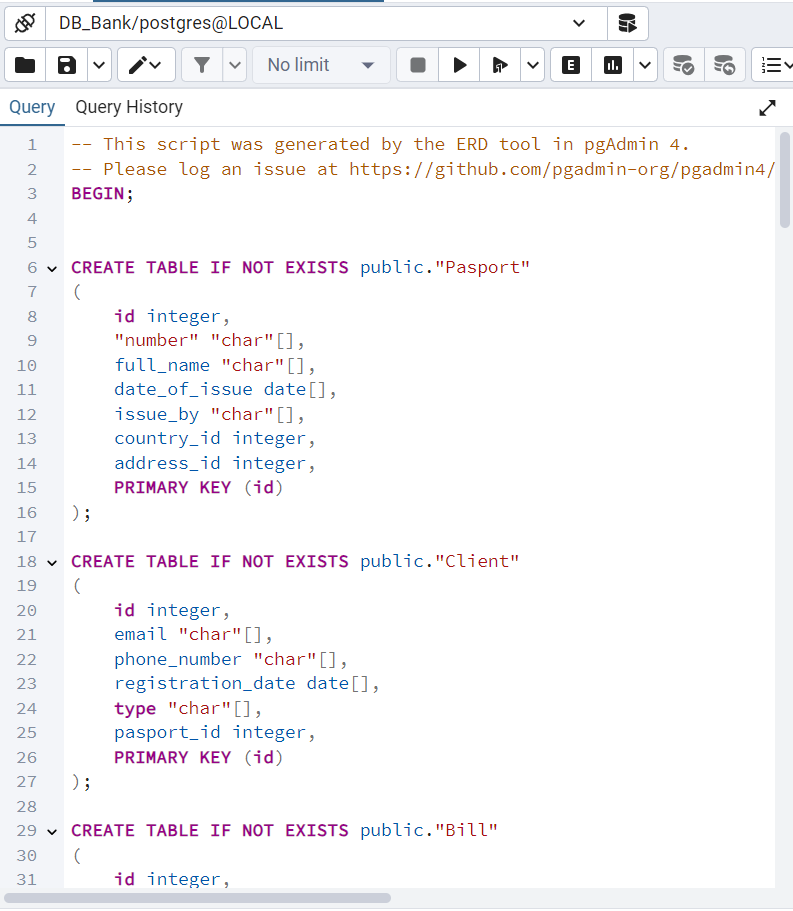 DB_Bank/postgres@LOCAL
No limit
E
Query Query History
1 -- This script was generated by the ERD tool in pgAdmin 4.
2 -- Please log an issue at https://github.com/pgadmin-org/pgadmin4/
3 BEGIN;
4
5
6 CREATE TABLE IF NOT EXISTS public."Pasport"
7 (
8 id integer,
9 "number" "char"[],
10 full_name "char"[],
11 date_of_issue date[],
12 issue_by "char"[],
13 country_id integer,
14 address_id integer,
15 PRIMARY KEY (id)
16 );
17
18 CREATE TABLE IF NOT EXISTS public."Client"
19 (
20 id integer,
21 email "char"[],
22 phone_number "char"[],
23 registration_date date[],
24 type "char"[],
25 pasport_id integer,
26 PRIMARY KEY (id)
27 );
28
29 CREATE TABLE IF NOT EXISTS public."Bill"
30 (
31 id integer,